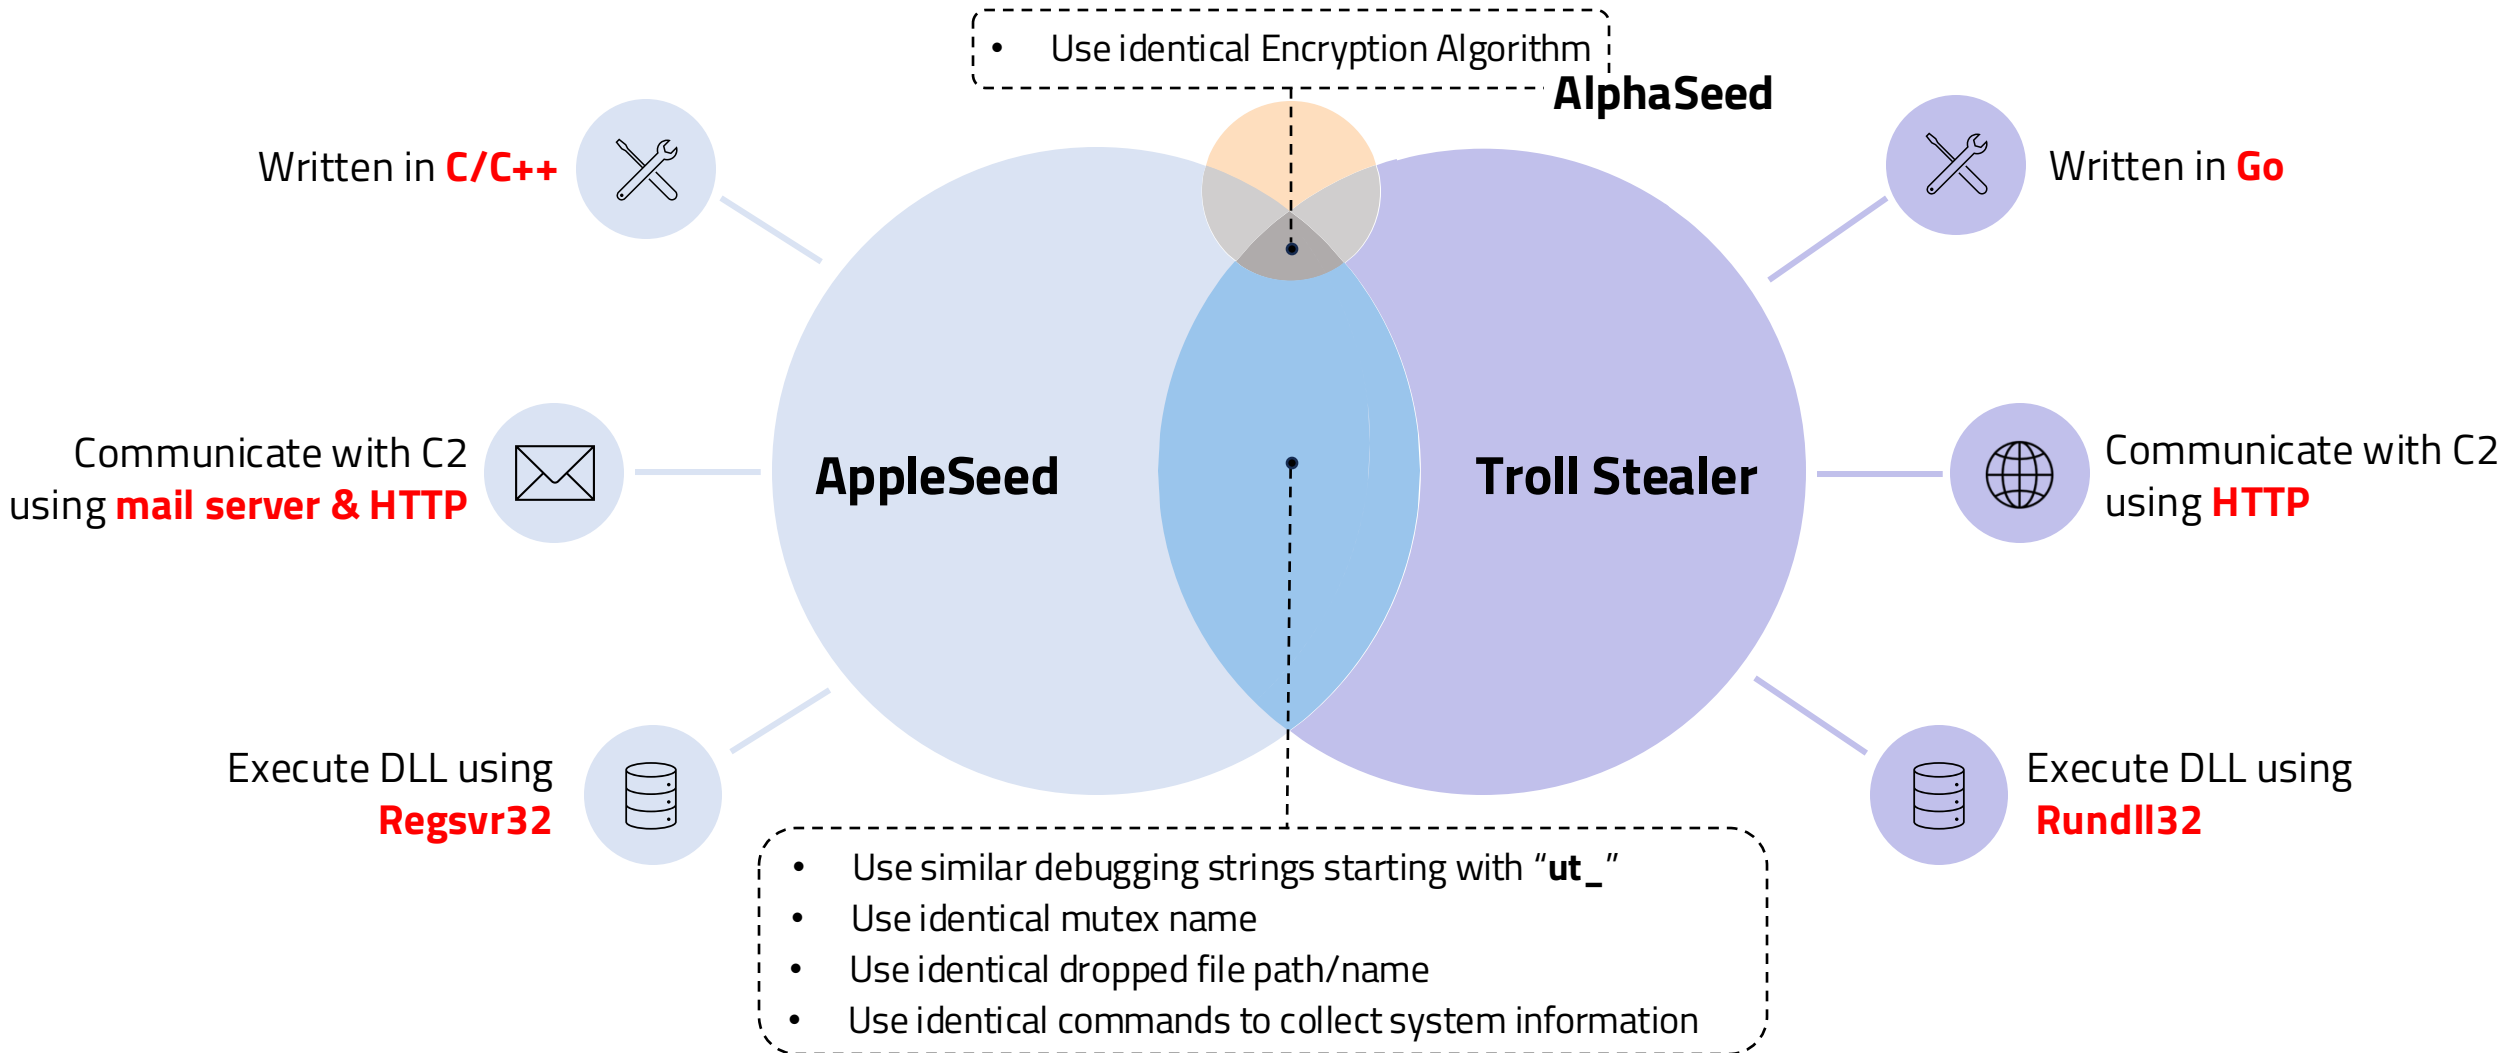 • Use identical Encryption Algorithm
AlphaSeed
Written in C/C++
Written in Go
Communicate with C2
using mail server & HTTP
AppleSeed
Troll Stealer
Communicate with C2
using HTTP
Execute DLL using
Regsvr32
Execute DLL using
Rundll32
• Use similar debugging strings starting with “ut_”
• Use identical mutex name
• Use identical dropped file path/name
• Use identical commands to collect system information